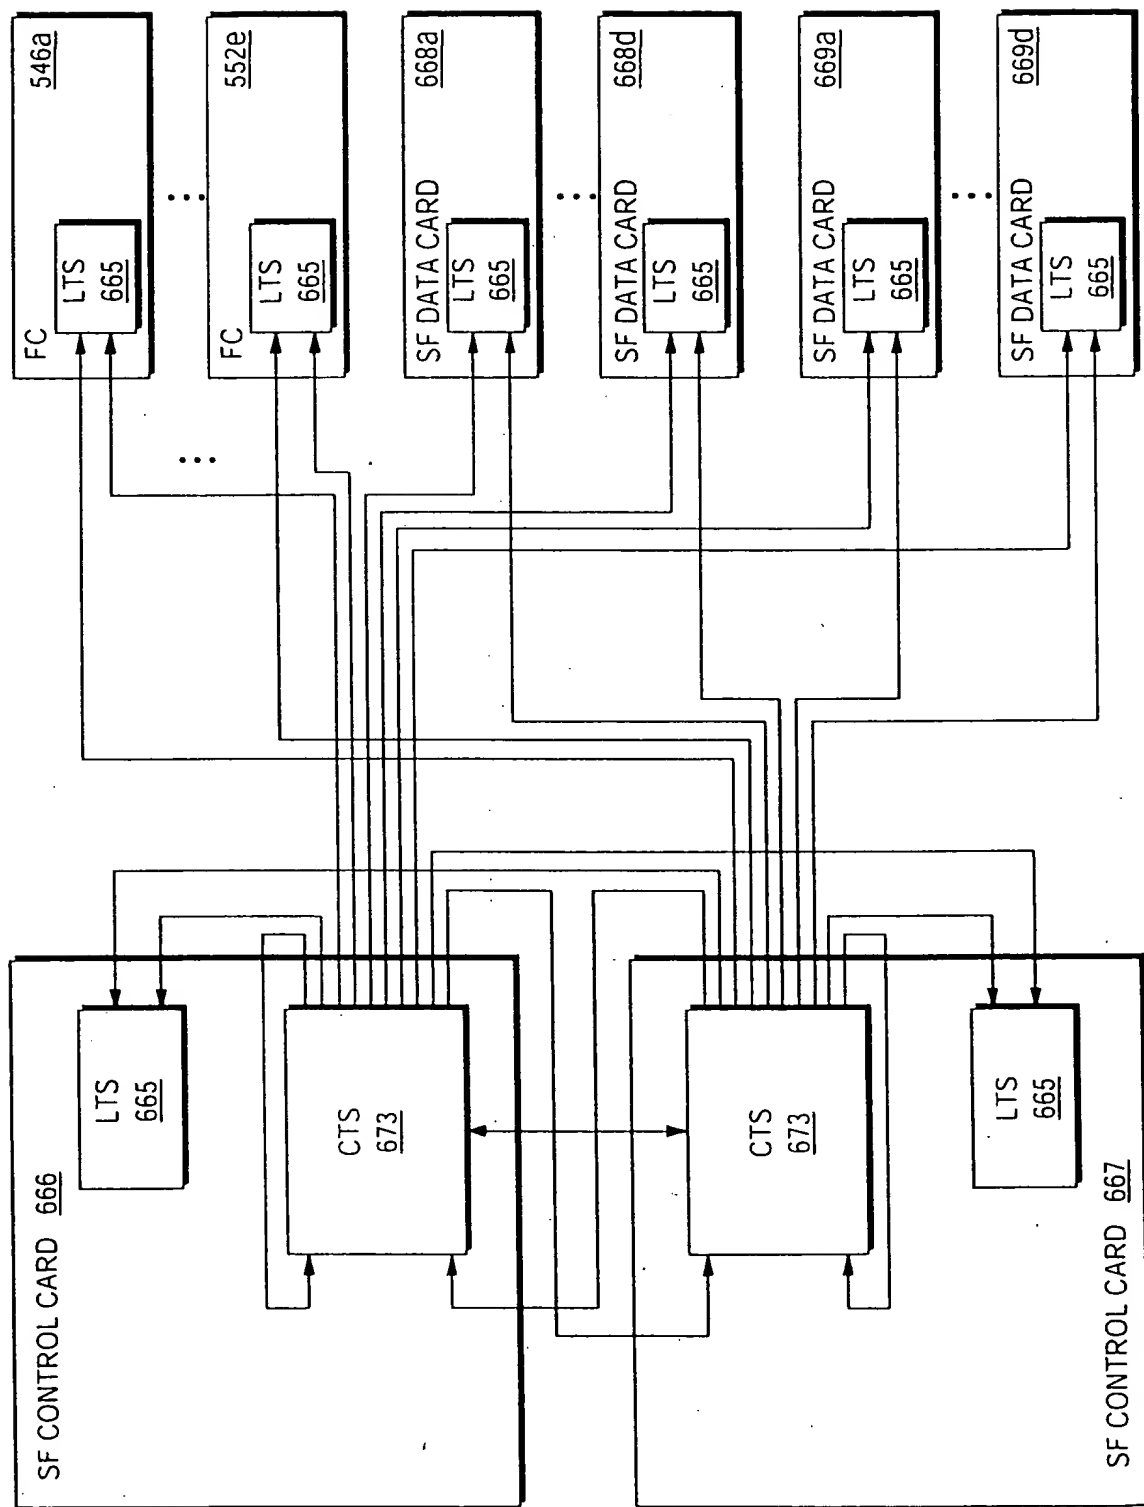 SF CONTROL CARD 666
LTS
665
CTS
673
SF CONTROL CARD 667
CTS
673
LTS
665
FC
546a
LTS
665
...
FC
552e
LTS
665
...
SF DATA CARD
668a
LTS
665
...
SF DATA CARD
668d
LTS
665
SF DATA CARD
669a
LTS
665
...
SF DATA CARD
669d
LTS
665